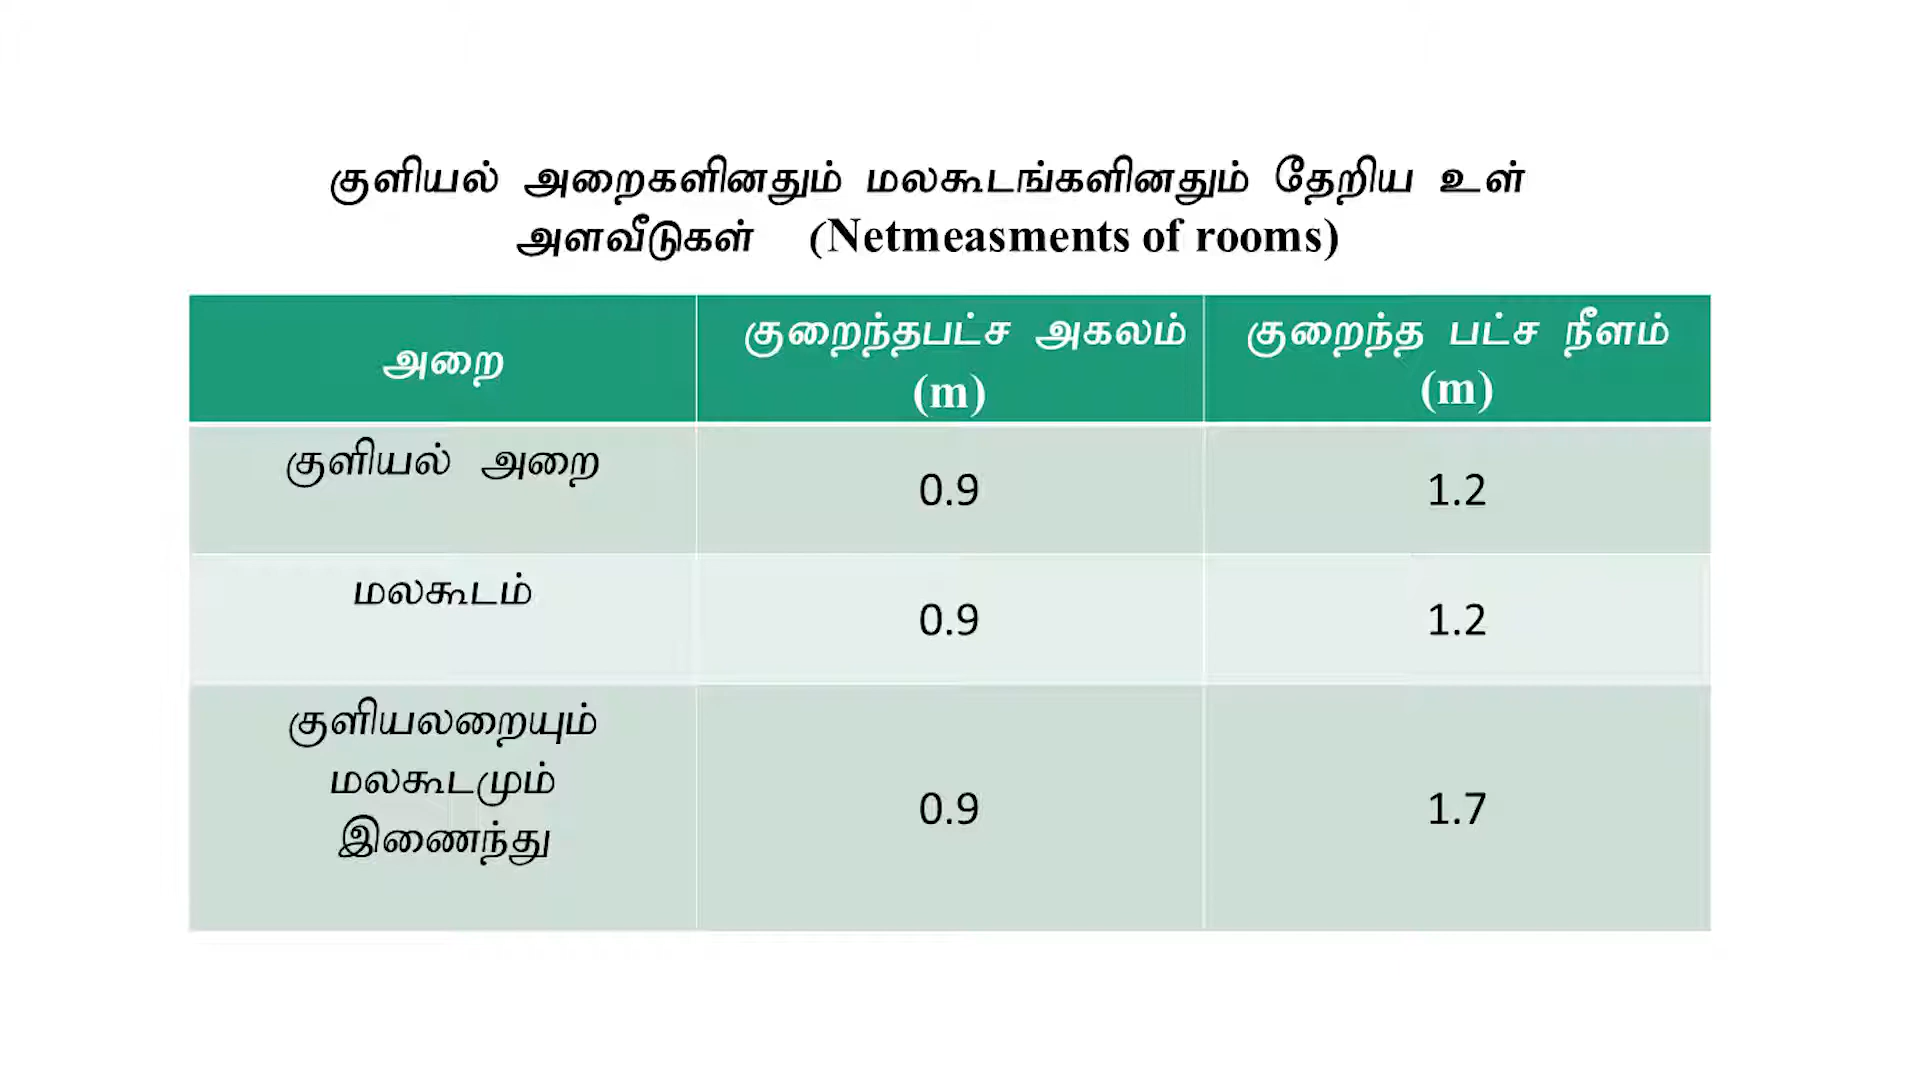 குளியல் அறைகளினதும் மலகூடங்களினதும் தேறிய உள்
அளவீடுகள் (Netmeasments of rooms)
அறை
குறைந்தபட்ச அகலம்
(m)
குறைந்த பட்ச நீளம்
(m)
குளியல் அறை
0.9
1.2
மலகூடம்
0.9
1.2
குளியலறையும்
மலகூடமும்
இணைந்து
0.9
1.7